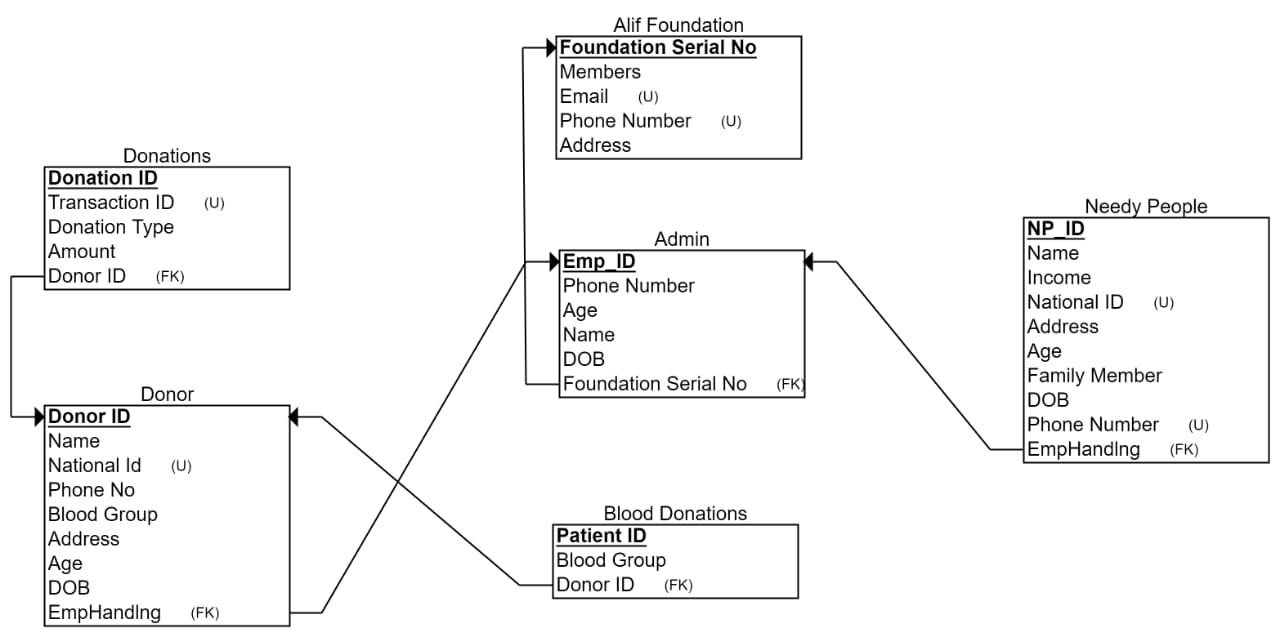 Alif Foundation
Foundation Serial No
Members
Email (U)
Phone Number (U)
Address
Donations
Donation ID
Transaction ID (U)
Donation Type
Amount
Donor ID (FK)
Needy People
NP_ID
Name
Income
National ID (U)
Address
Age
Family Member
DOB
Phone Number (U)
EmpHandlng (FK)
Admin
Emp_ID
Phone Number
Age
Name
DOB
Foundation Serial No (FK)
Donor
Donor ID
Name
National Id (U)
Phone No
Blood Group
Address
Age
DOB
EmpHandlng (FK)
Blood Donations
Patient ID
Blood Group
Donor ID (FK)